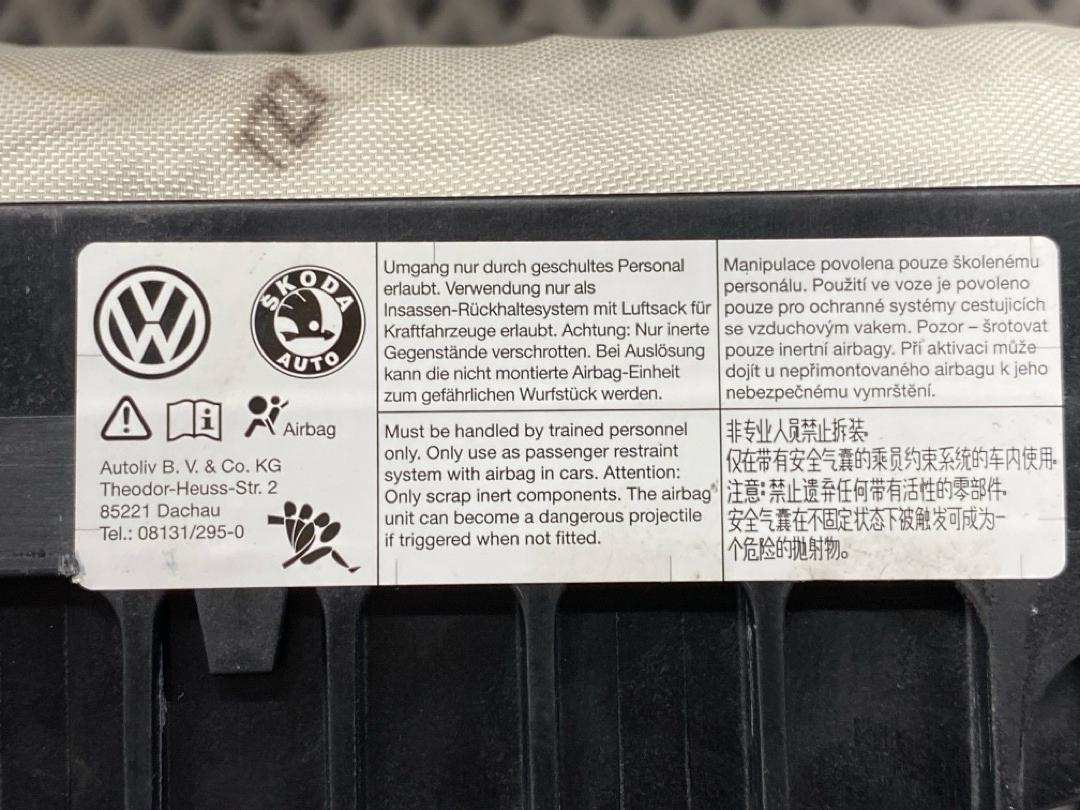 ŠKODA
AUTO
Airbag
Autoliv B. V. & Co. KG
Theodor-Heuss-Str. 2
85221 Dachau
Tel.: 08131/295-0
Umgang nur durch geschultes Personal
erlaubt. Verwendung nur als
Insassen-Rückhaltesystem mit Luftsack für
Kraftfahrzeuge erlaubt. Achtung: Nur inerte
Gegenstände verschrotten. Bei Auslösung
kann die nicht montierte Airbag-Einheit
zum gefährlichen Wurfstück werden.
Manipulace povolena pouze školenému
personálu. Použití ve voze je povoleno
pouze pro ochranné systémy cestujících
se vzduchovým vakem. Pozor – šrotovat
pouze inertní airbagy. Při aktivaci může
dojít u nepřimontovaného airbagu k jeho
nebezpečnému vymrštění.
Must be handled by trained personnel
only. Only use as passenger restraint
system with airbag in cars. Attention:
Only scrap inert components. The airbag
unit can become a dangerous projectile
if triggered when not fitted.
非专业人员禁止拆装.
仅在带有安全气囊的乘员约束系统的车内使用.
注意:禁止遗弃任何带有活性的零部件.
安全气囊在不固定状态下被触发可成为一
个危险的抛射物。